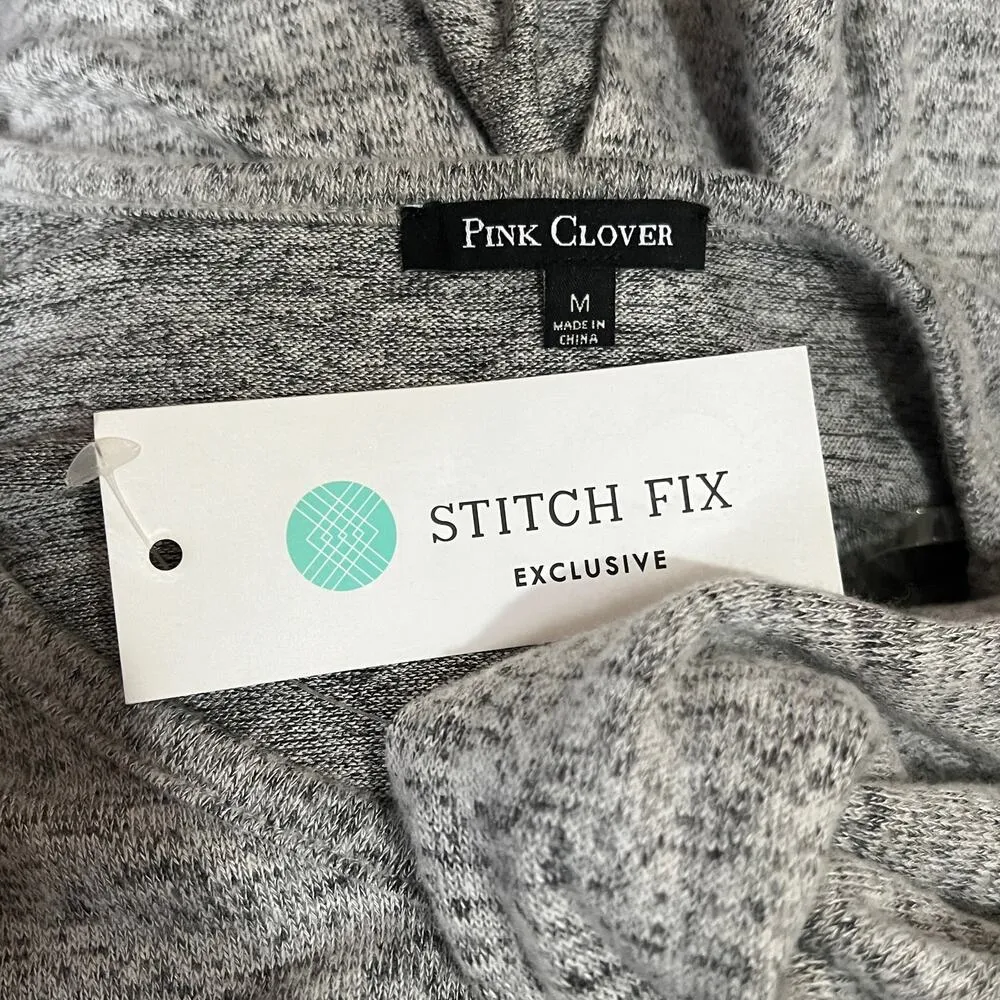 PINK CLOVER
M
MADE IN
CHINA
STITCH FIX
EXCLUSIVE